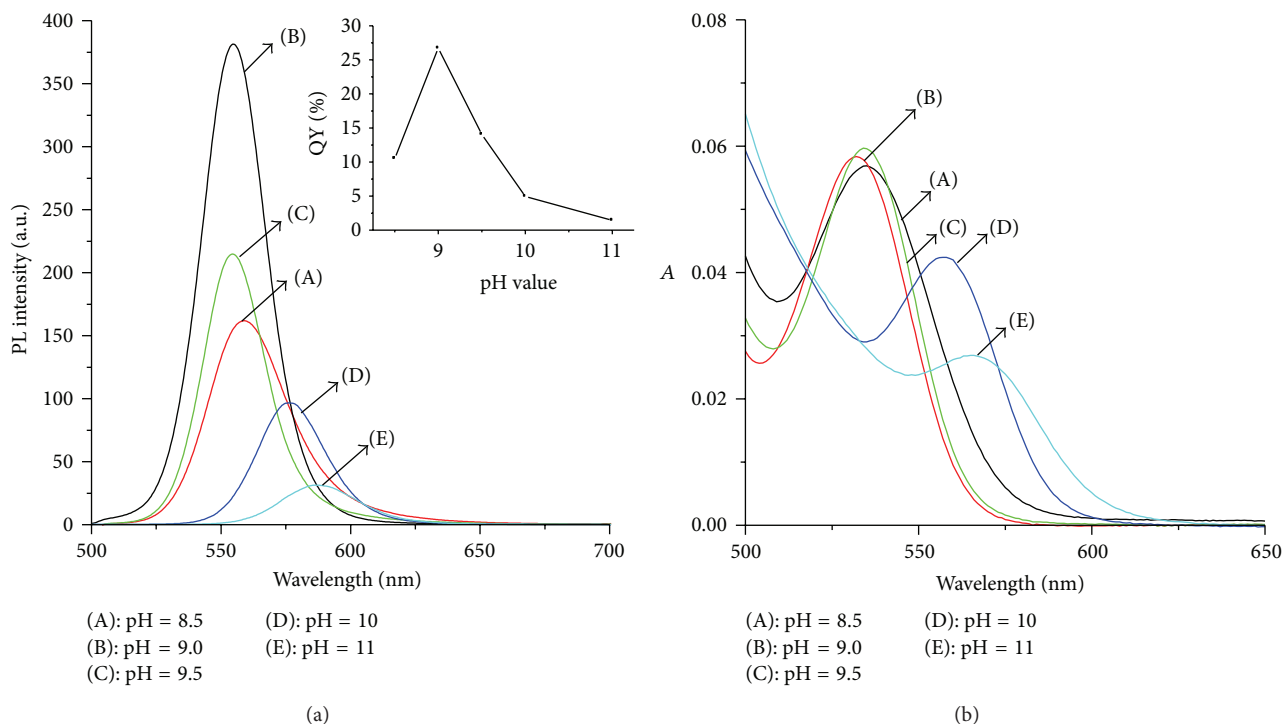 400
350
300
250
200
150
100
50
0
PL intensity (a.u.)
500
550
600
650
700
Wavelength (nm)
(B)
(C)
(A)
(D)
(E)
30
25
20
15
10
5
0
QY (%)
9
10
11
pH value
(A): pH = 8.5
(B): pH = 9.0
(C): pH = 9.5
(D): pH = 10
(E): pH = 11
(a)
0.08
0.06
0.04
0.02
0.00
A
500
550
600
650
Wavelength (nm)
(B)
(A)
(C)
(D)
(E)
(A): pH = 8.5
(B): pH = 9.0
(C): pH = 9.5
(D): pH = 10
(E): pH = 11
(b)